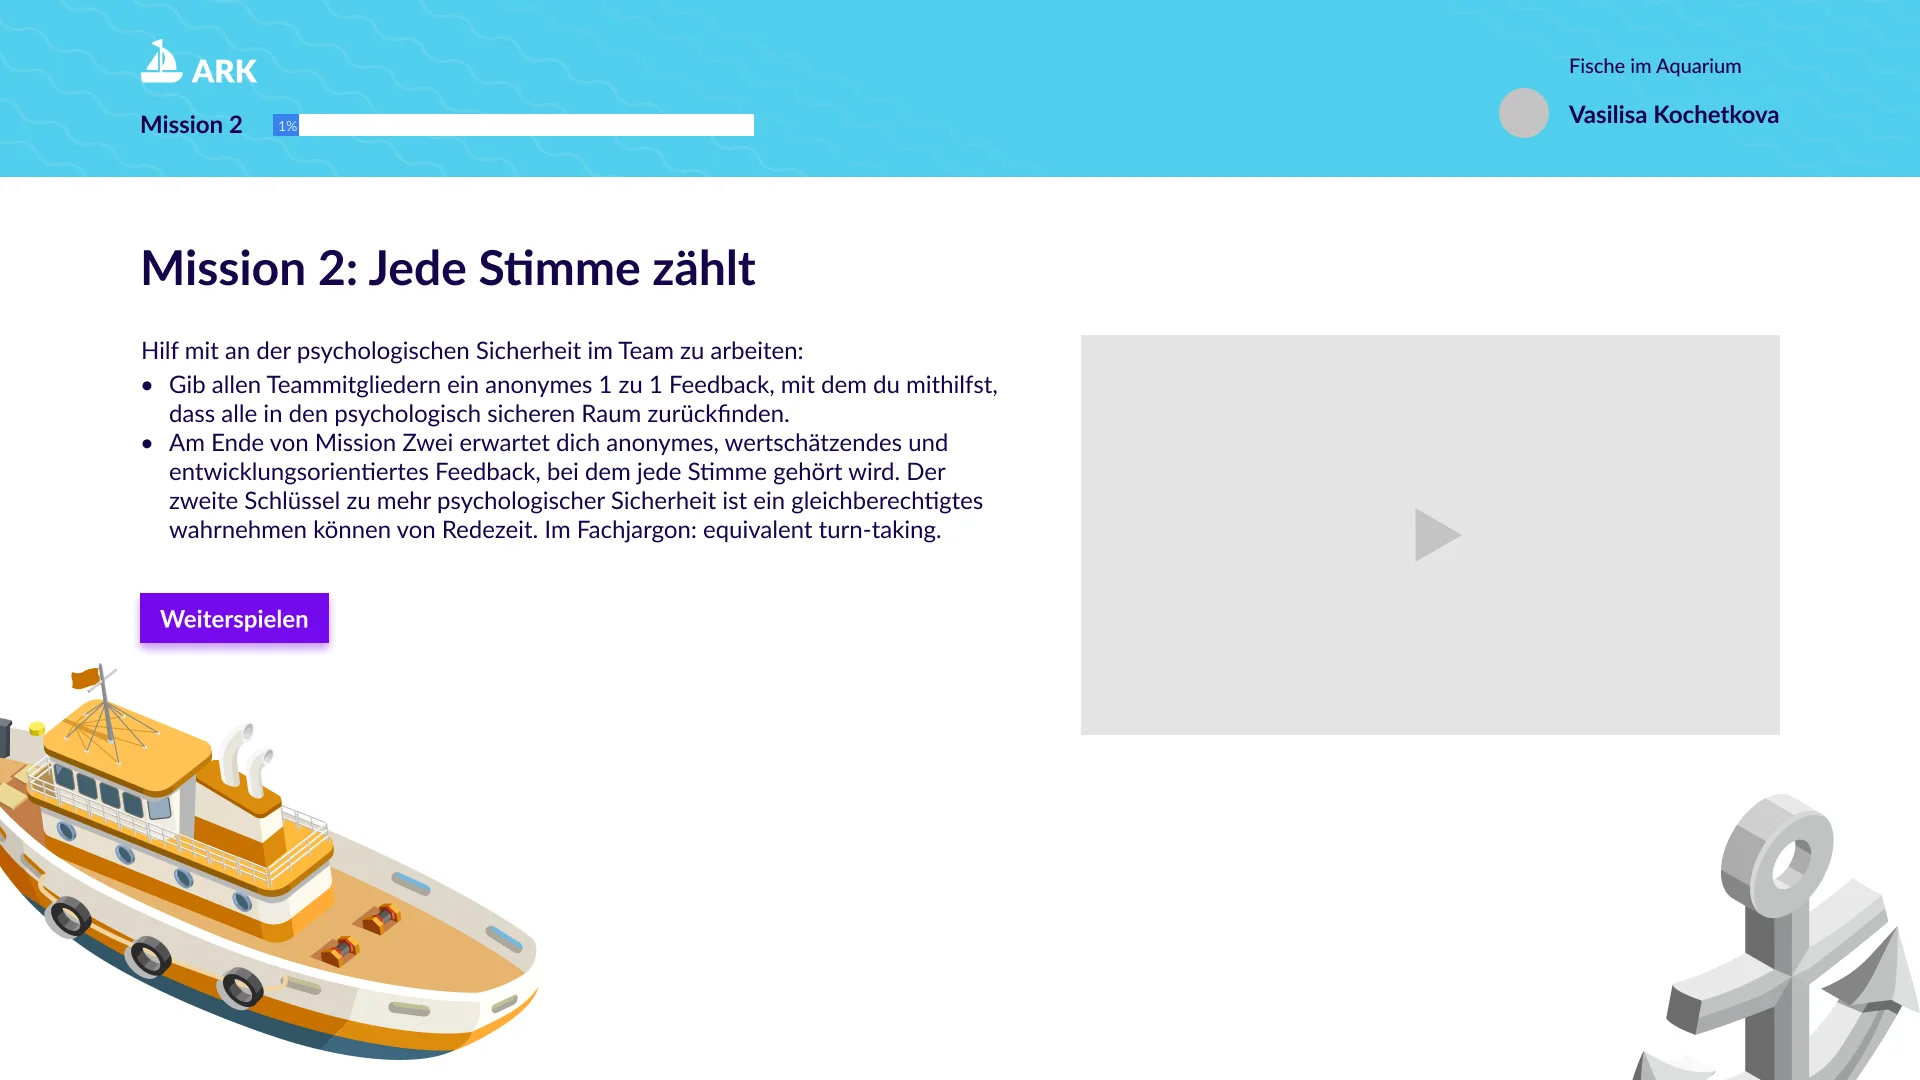 ARK
Mission 2
1%
Fische im Aquarium
Vasilisa Kochetkova
Mission 2: Jede Stimme zählt
Hilf mit an der psychologischen Sicherheit im Team zu arbeiten:
• Gib allen Teammitgliedern ein anonymes 1 zu 1 Feedback, mit dem du mithilfst,
dass alle in den psychologisch sicheren Raum zurückfinden.
• Am Ende von Mission Zwei erwartet dich anonymes, wertschätzendes und
entwicklungsorientiertes Feedback, bei dem jede Stimme gehört wird. Der
zweite Schlüssel zu mehr psychologischer Sicherheit ist ein gleichberechtigtes
wahrnehmen können von Redezeit. Im Fachjargon: equivalent turn-taking.
Weiterspielen